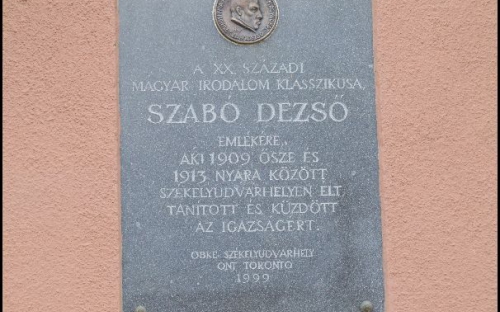 A XX. SZÁZADI
MAGYAR IRODALOM KLASSZIKUSA,
SZABÓ DEZSŐ
EMLÉKÉRE,
AKI 1909 ŐSZE ÉS
1913 NYARA KÖZÖTT
SZÉKELYUDVARHELYEN ÉLT,
TANÍTOTT ÉS KÜZDÖTT
AZ IGAZSÁGÉRT.
OBKE-SZÉKELYUDVARHELY
ONT TORONTO
1999